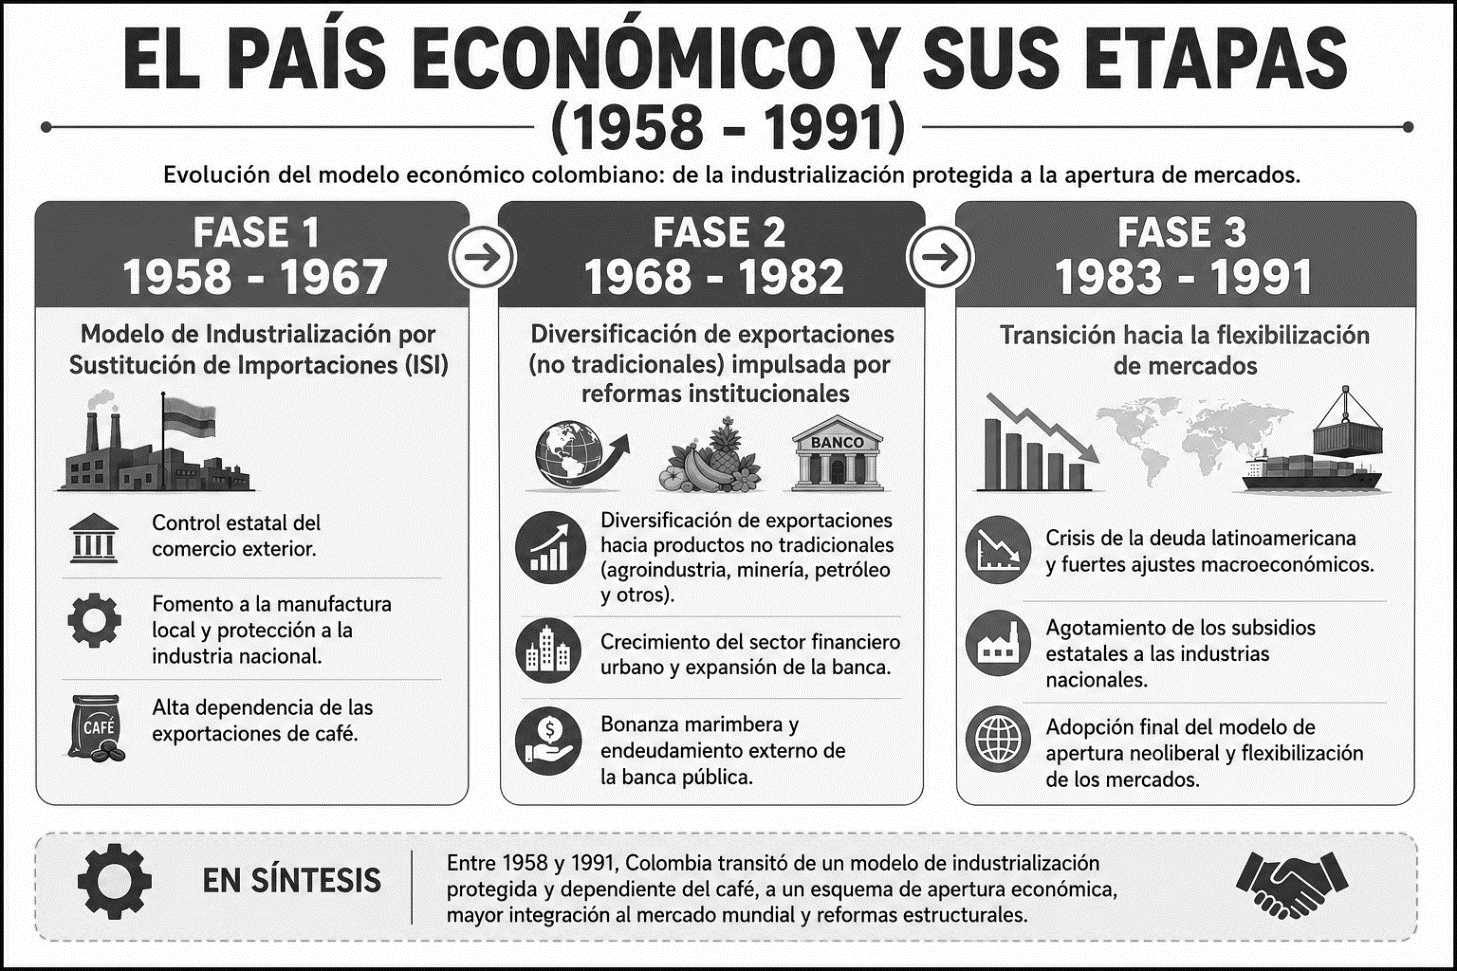 EL PAÍS ECONÓMICO Y SUS ETAPAS
(1958 - 1991)
Evolución del modelo económico colombiano: de la industrialización protegida a la apertura de mercados.
FASE 1
1958 - 1967
Modelo de Industrialización por
Sustitución de Importaciones (ISI)
Control estatal del
comercio exterior.
Fomento a la manufactura
local y protección a la
industria nacional.
CAFÉ
Alta dependencia de las
exportaciones de café.
FASE 2
1968 - 1982
Diversificación de exportaciones
(no tradicionales) impulsada por
reformas institucionales
BANCO
Diversificación de exportaciones
hacia productos no tradicionales
(agroindustria, minería, petróleo
y otros).
Crecimiento del sector financiero
urbano y expansión de la banca.
$
Bonanza marimbera y
endeudamiento externo de
la banca pública.
FASE 3
1983 - 1991
Transición hacia la flexibilización
de mercados
Crisis de la deuda latinoamericana
y fuertes ajustes macroeconómicos.
Agotamiento de los subsidios
estatales a las industrias
nacionales.
Adopción final del modelo de
apertura neoliberal y flexibilización
de los mercados.
EN SÍNTESIS
Entre 1958 y 1991, Colombia transitó de un modelo de industrialización
protegida y dependiente del café, a un esquema de apertura económica,
mayor integración al mercado mundial y reformas estructurales.